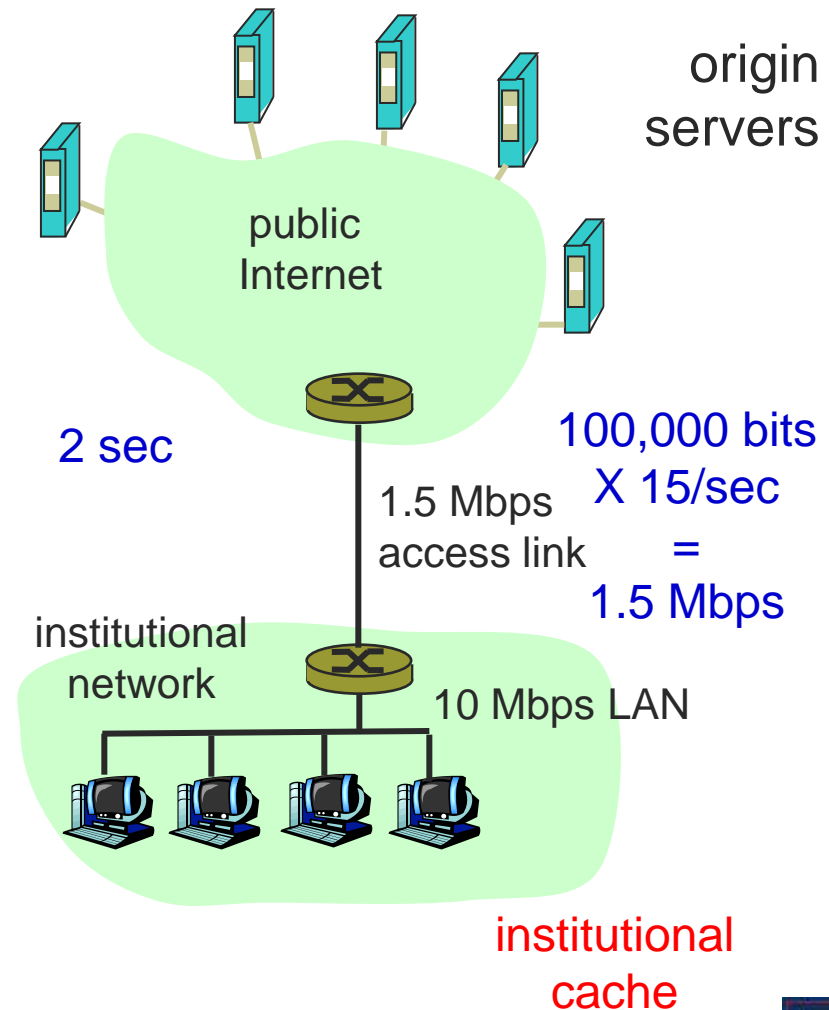 origin
servers
public
Internet
2 sec
100,000 bits
X 15/sec
=
1.5 Mbps
1.5 Mbps
access link
institutional
network
10 Mbps LAN
institutional
cache